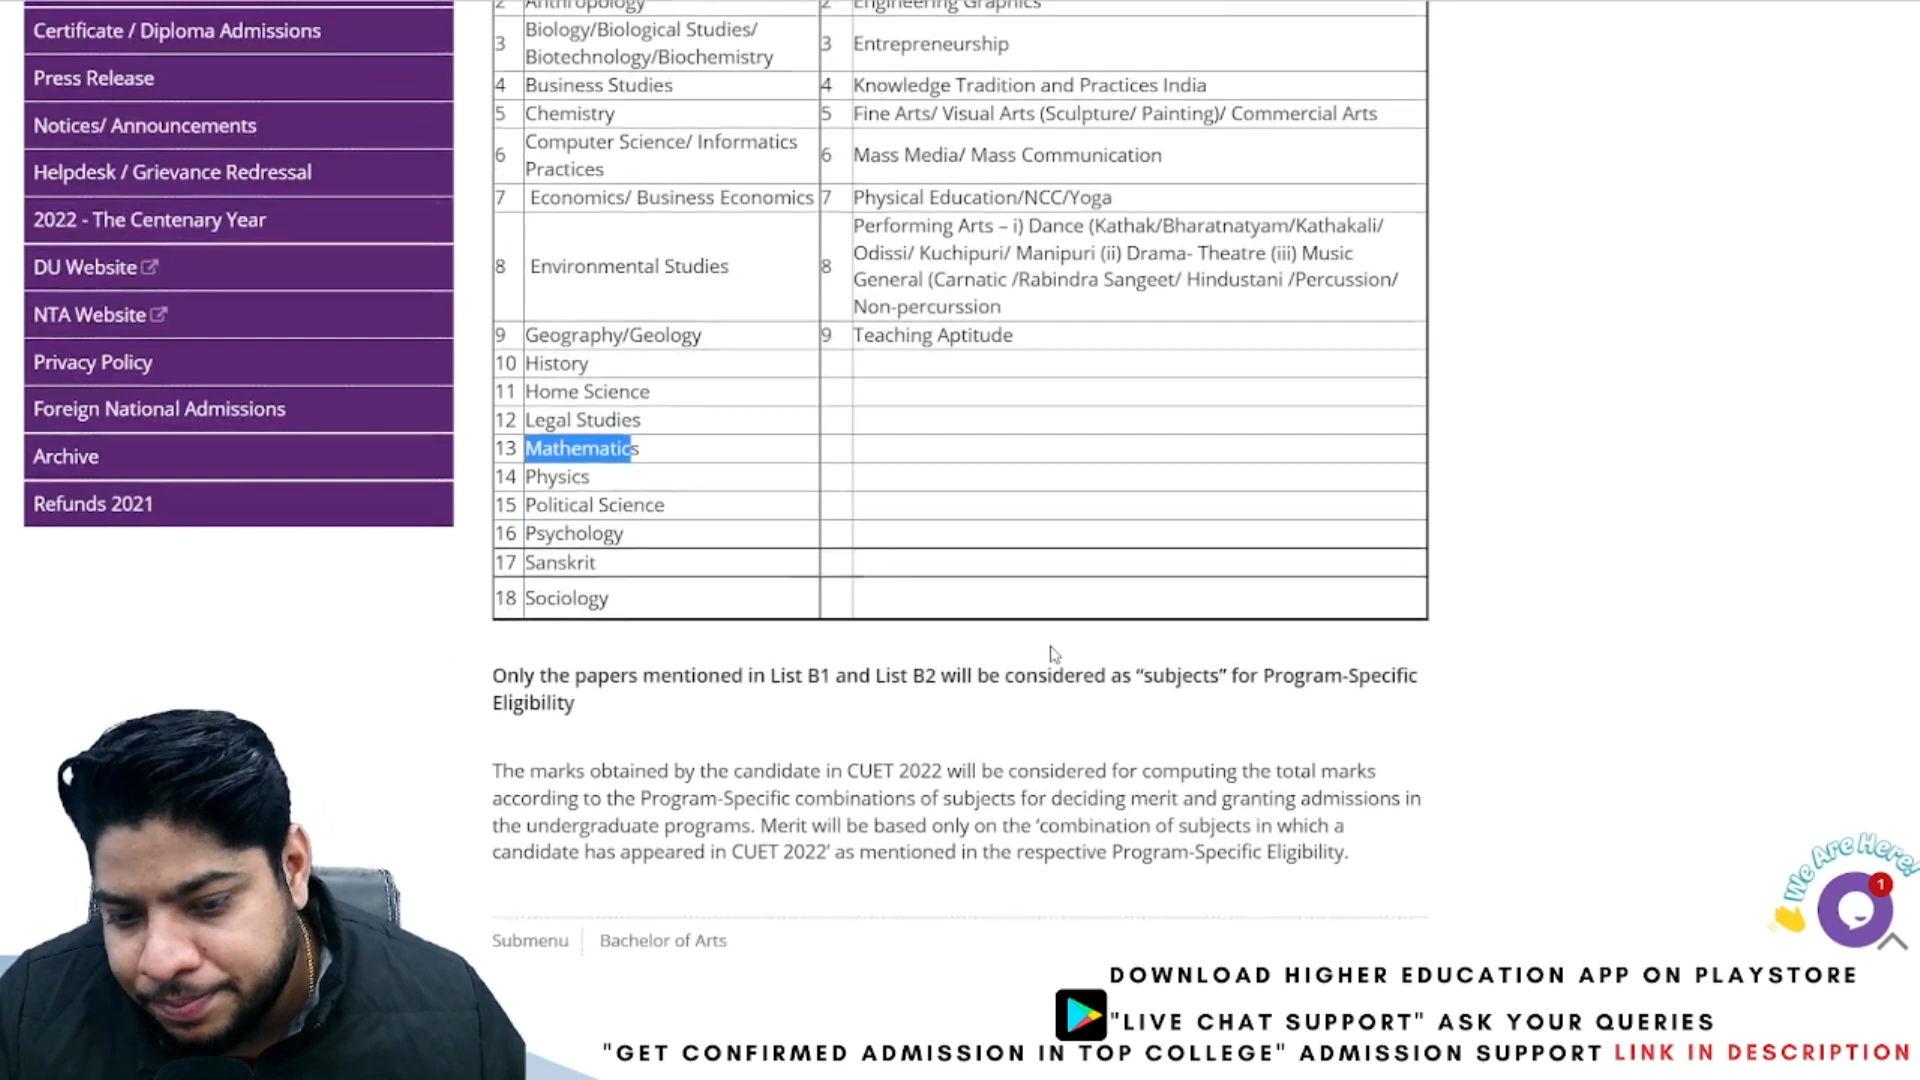 Certificate / Diploma Admissions
Press Release
Notices/ Announcements
Helpdesk / Grievance Redressal
2022 - The Centenary Year
DU Website
NTA Website
Privacy Policy
Foreign National Admissions
Archive
Refunds 2021
2 Anthropology 2 Engineering Graphics
3 Biology/Biological Studies/
Biotechnology/Biochemistry 3 Entrepreneurship
4 Business Studies 4 Knowledge Tradition and Practices India
5 Chemistry 5 Fine Arts/ Visual Arts (Sculpture/ Painting)/ Commercial Arts
6 Computer Science/ Informatics
Practices 6 Mass Media/ Mass Communication
7 Economics/ Business Economics 7 Physical Education/NCC/Yoga
8 Environmental Studies 8 Performing Arts – i) Dance (Kathak/Bharatnatyam/Kathakali/
Odissi/ Kuchipuri/ Manipuri (ii) Drama- Theatre (iii) Music
General (Carnatic /Rabindra Sangeet/ Hindustani /Percussion/
Non-percurssion
9 Geography/Geology 9 Teaching Aptitude
10 History
11 Home Science
12 Legal Studies
13 Mathematics
14 Physics
15 Political Science
16 Psychology
17 Sanskrit
18 Sociology
Only the papers mentioned in List B1 and List B2 will be considered as “subjects” for Program-Specific
Eligibility
The marks obtained by the candidate in CUET 2022 will be considered for computing the total marks
according to the Program-Specific combinations of subjects for deciding merit and granting admissions in
the undergraduate programs. Merit will be based only on the ‘combination of subjects in which a
candidate has appeared in CUET 2022’ as mentioned in the respective Program-Specific Eligibility.
Submenu Bachelor of Arts
We Are Here!
1
DOWNLOAD HIGHER EDUCATION APP ON PLAYSTORE
"LIVE CHAT SUPPORT" ASK YOUR QUERIES
"GET CONFIRMED ADMISSION IN TOP COLLEGE" ADMISSION SUPPORT LINK IN DESCRIPTION